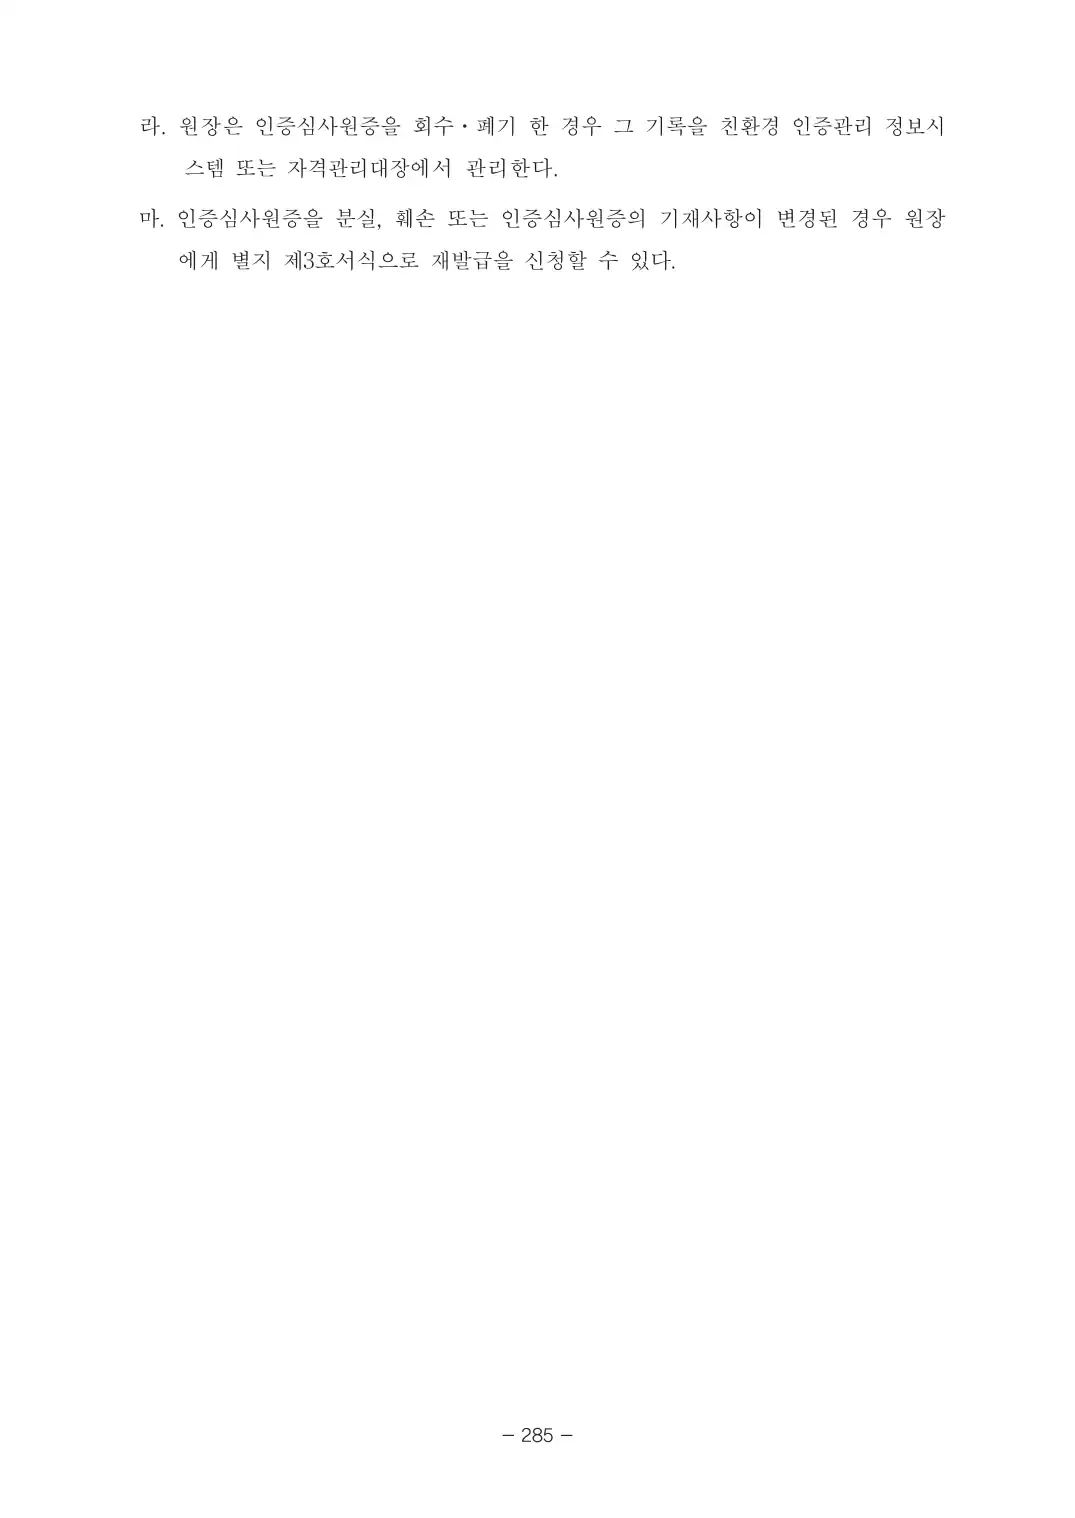 라. 원장은 인증심사원증을 회수·폐기 한 경우 그 기록을 친환경 인증관리 정보시
스템 또는 자격관리대장에서 관리한다.
마. 인증심사원증을 분실, 훼손 또는 인증심사원증의 기재사항이 변경된 경우 원장
에게 별지 제3호서식으로 재발급을 신청할 수 있다.
- 285 -